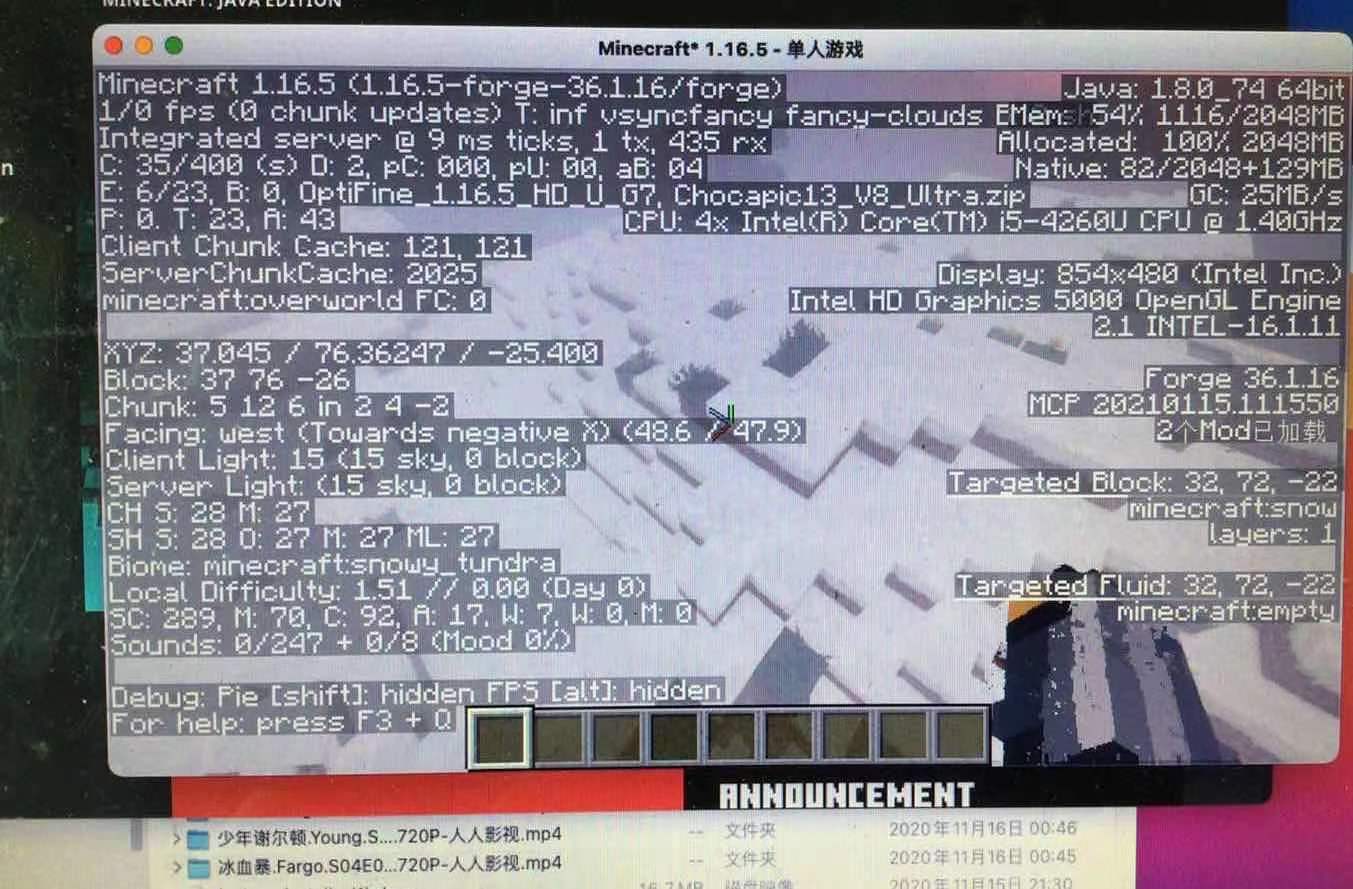 MINECRAFT: JAVA EDITION
Minecraft* 1.16.5 - 单人游戏
Minecraft 1.16.5 (1.16.5-forge-36.1.16/forge)
1/0 fps (0 chunk updates) T: inf vsyncfancy fancy-clouds
Integrated server @ 9 ms ticks, 1 tx, 435 rx
C: 35/400 (s) D: 2, pC: 000, pU: 00, aB: 04
E: 6/23, B: 0, OptiFine_1.16.5_HD_U_G7, Chocapic13_V8_Ultra.zip
P: 0. T: 23, A: 43
Client Chunk Cache: 121, 121
ServerChunkCache: 2025
minecraft:overworld FC: 0
XYZ: 37.045 / 76.36247 / -25.400
Block: 37 76 -26
Chunk: 5 12 6 in 2 4 -2
Facing: west (Towards negative X) (48.6 / 47.9)
Client Light: 15 (15 sky, 0 block)
Server Light: (15 sky, 0 block)
CH S: 28 M: 27
SH S: 28 O: 27 M: 27 ML: 27
Biome: minecraft:snowy_tundra
Local Difficulty: 1.51 // 0.00 (Day 0)
SC: 289, M: 70, C: 92, A: 17, W: 7, W: 0, M: 0
Sounds: 0/247 + 0/8 (Mood 0%)
Debug: Pie [shift]: hidden FPS [alt]: hidden
For help: press F3 + Q
Java: 1.8.0_74 64bit
Mem: 54% 1116/2048MB
Allocated: 100% 2048MB
Native: 82/2048+129MB
GC: 25MB/s
CPU: 4x Intel(R) Core(TM) i5-4260U CPU @ 1.40GHz
Display: 854x480 (Intel Inc.)
Intel HD Graphics 5000 OpenGL Engine
2.1 INTEL-16.1.11
Forge 36.1.16
MCP 20210115.111550
2个Mod已加载
Targeted Block: 32, 72, -22
minecraft:snow
layers: 1
Targeted Fluid: 32, 72, -22
minecraft:empty
n
ANNOUNCEMENT
少年谢尔顿.Young.S....720P-人人影视.mp4 -- 文件夹 2020年11月16日 00:46
冰血暴.Fargo.S04E0...720P-人人影视.mp4 -- 文件夹 2020年11月16日 00:45
16.7 MB 磁盘映像 2020年11月15日 21:30